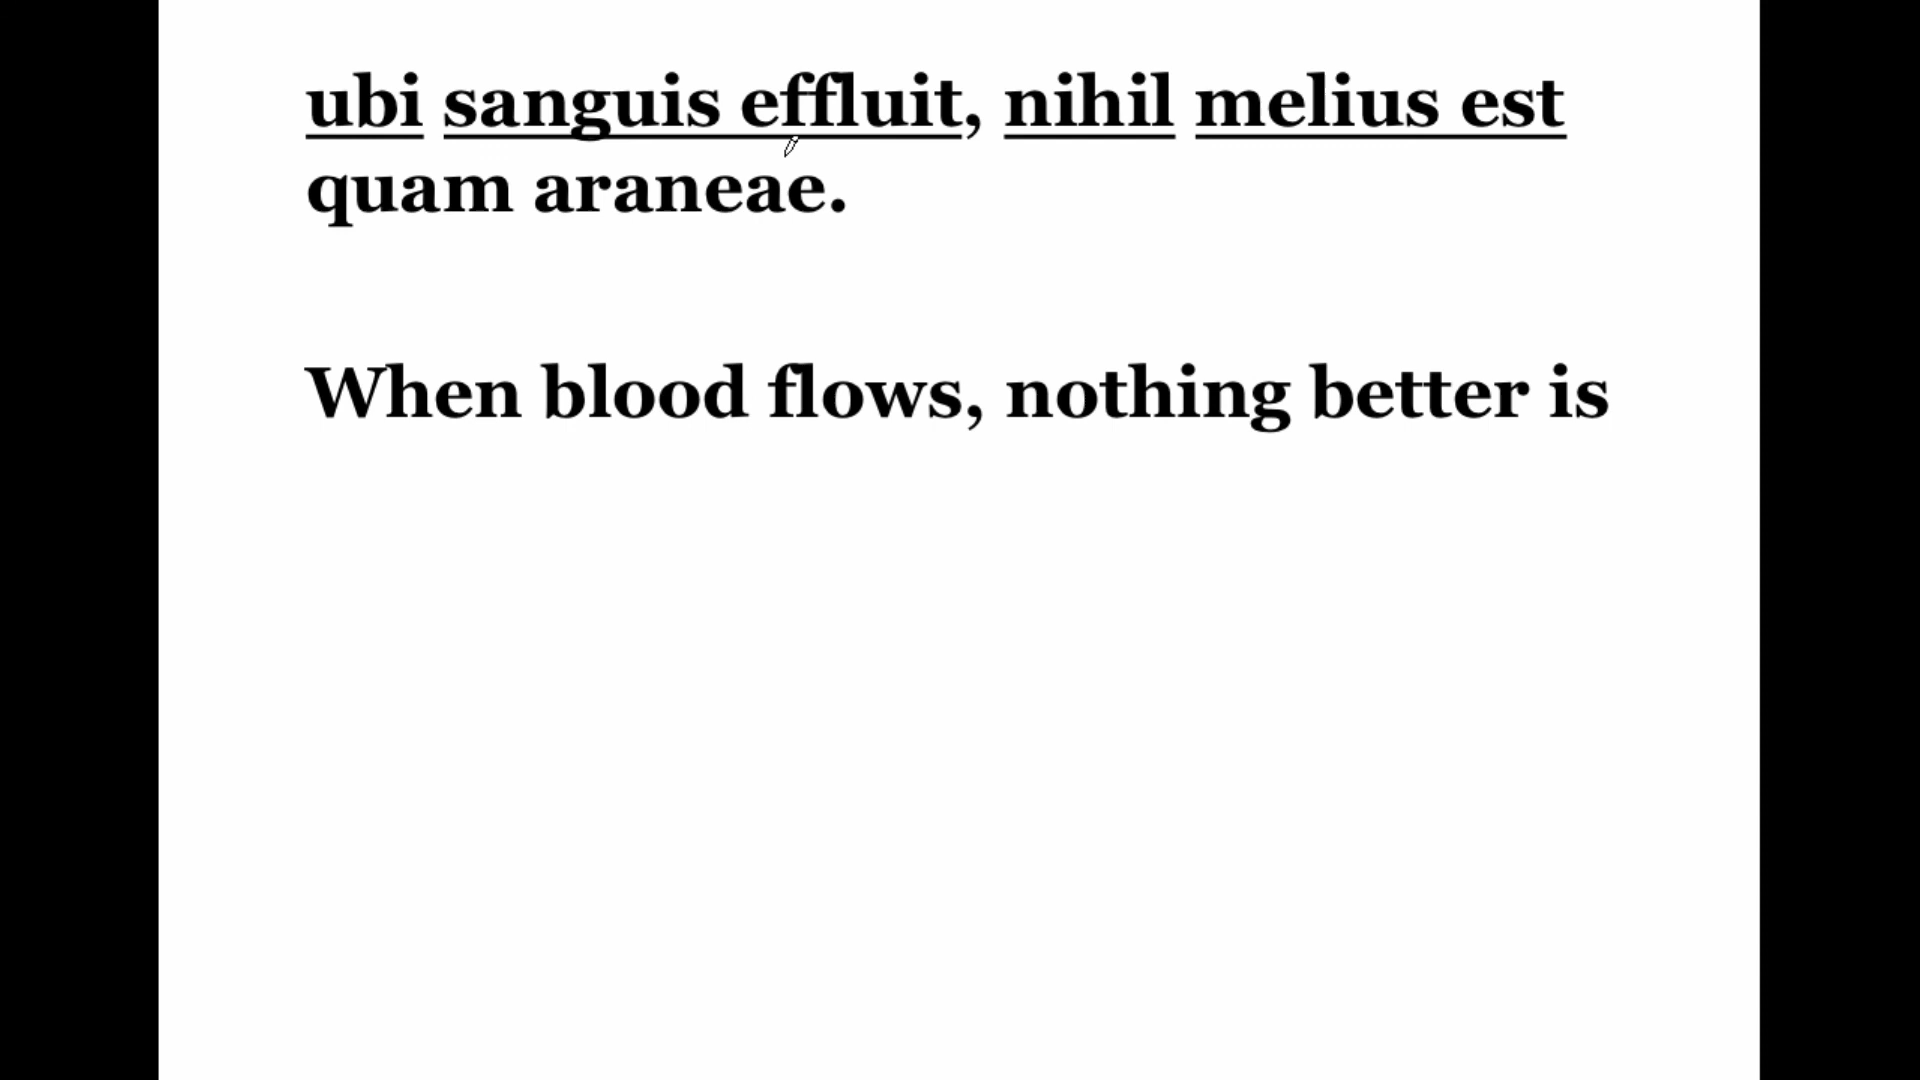 ubi sanguis effluit, nihil melius est
quam araneae.
When blood flows, nothing better is